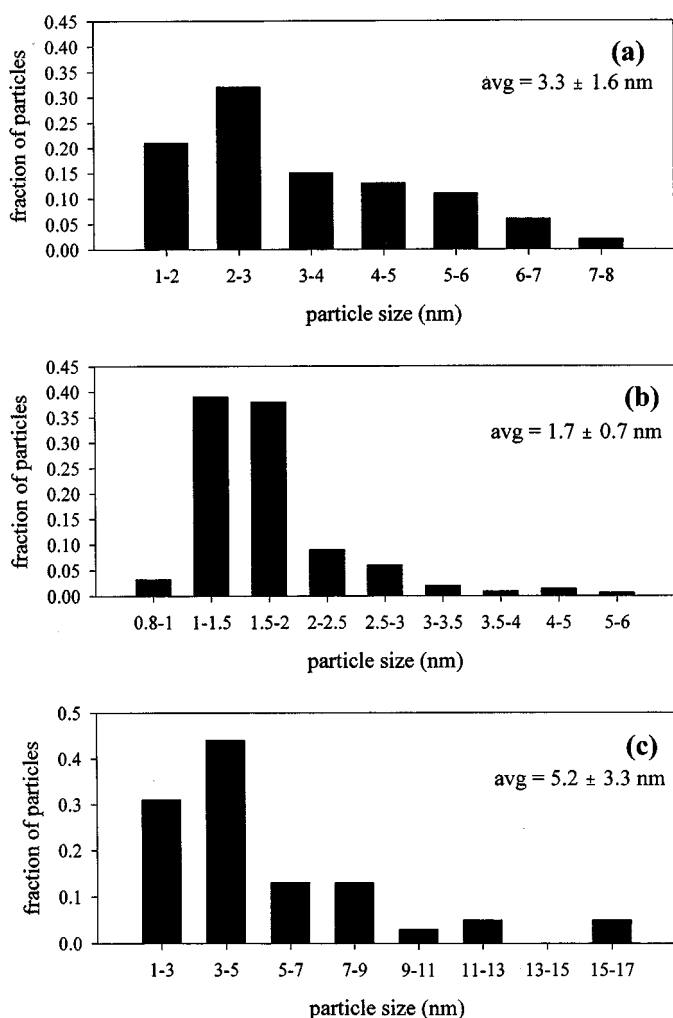 (a)
avg = 3.3 ± 1.6 nm
fraction of particles
0.45
0.40
0.35
0.30
0.25
0.20
0.15
0.10
0.05
0.00
1-2 2-3 3-4 4-5 5-6 6-7 7-8
particle size (nm)
(b)
avg = 1.7 ± 0.7 nm
fraction of particles
0.45
0.40
0.35
0.30
0.25
0.20
0.15
0.10
0.05
0.00
0.8-1 1-1.5 1.5-2 2-2.5 2.5-3 3-3.5 3.5-4 4-5 5-6
particle size (nm)
(c)
avg = 5.2 ± 3.3 nm
fraction of particles
0.5
0.4
0.3
0.2
0.1
0.0
1-3 3-5 5-7 7-9 9-11 11-13 13-15 15-17
particle size (nm)